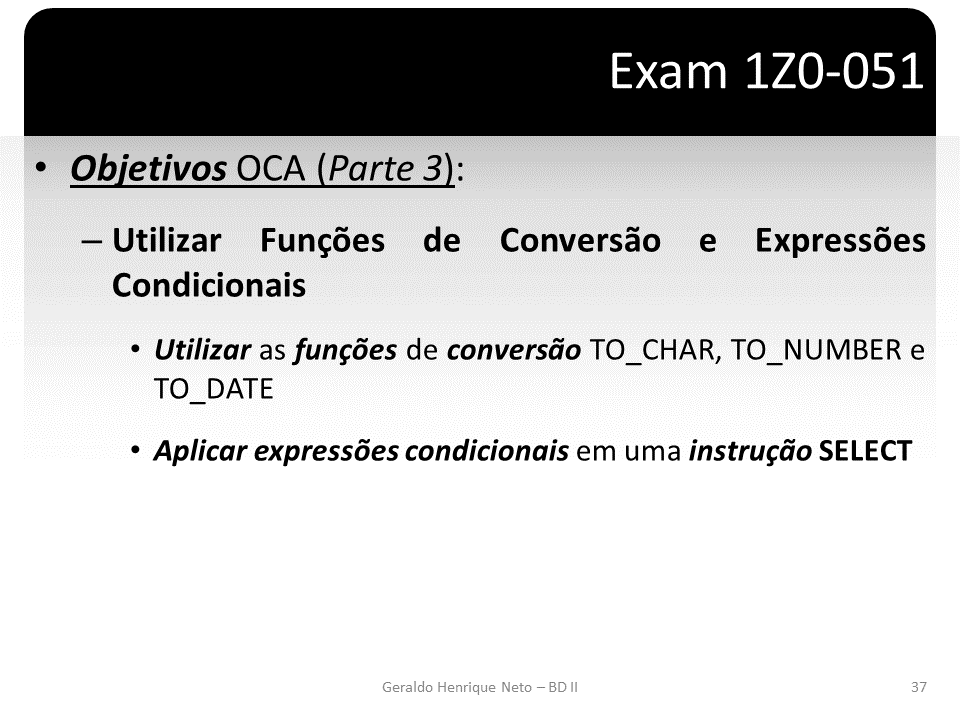 Exam 1Z0-051
• Objetivos OCA (Parte 3):
– Utilizar Funções de Conversão e Expressões
Condicionais
• Utilizar as funções de conversão TO_CHAR, TO_NUMBER e
TO_DATE
• Aplicar expressões condicionais em uma instrução SELECT
Geraldo Henrique Neto – BD II
37